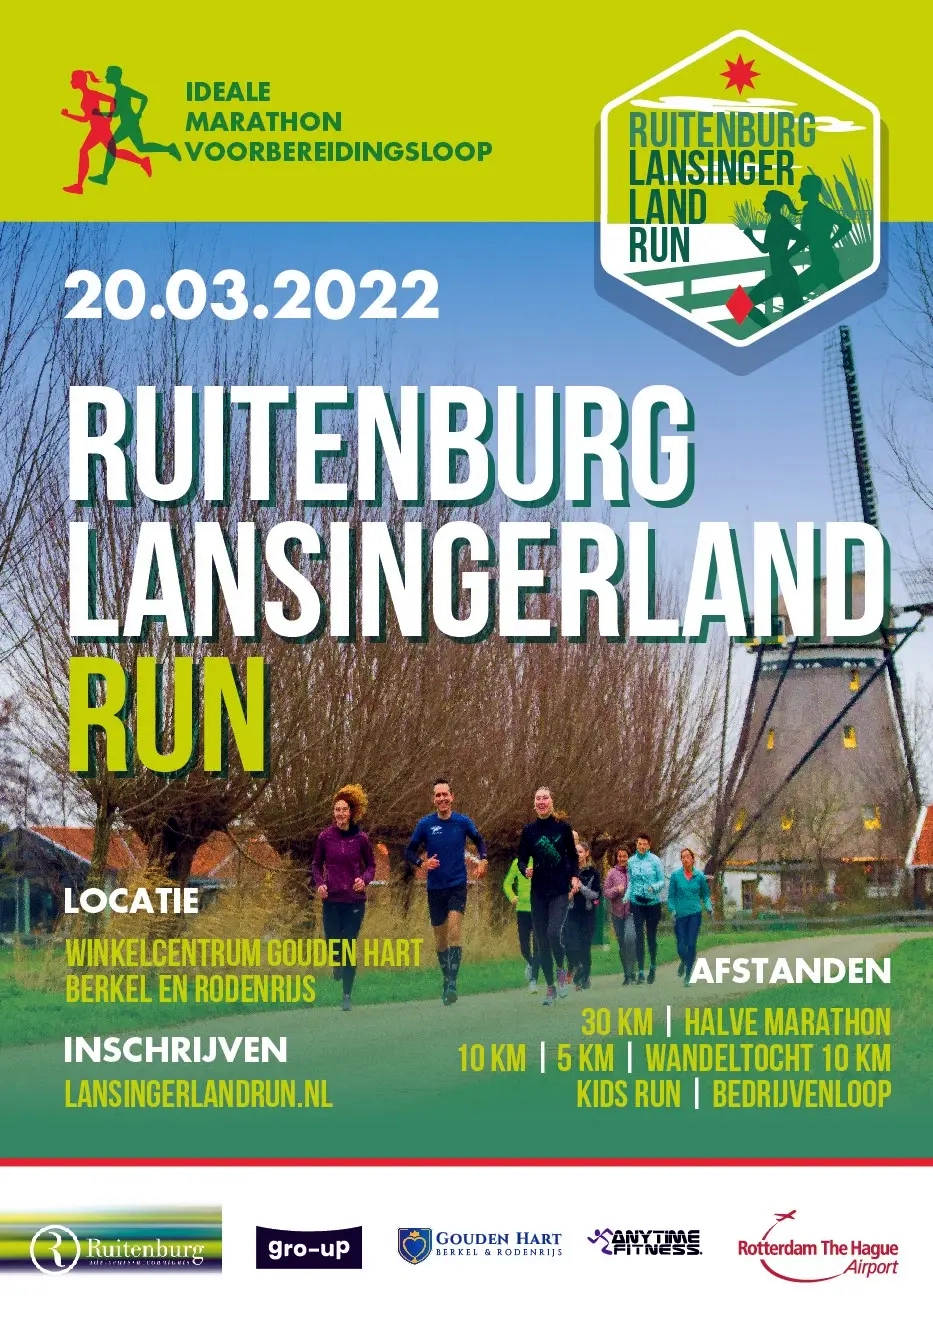 IDEALE
MARATHON
VOORBEREIDINGSLOOP
RUITENBURG
LANSINGER
LAND
RUN
20.03.2022
RUITENBURG
LANSINGERLAND
RUN
LOCATIE
WINKELCENTRUM GOUDEN HART
BERKEL EN RODENRIJS
INSCHRIJVEN
LANSINGERLANDRUN.NL
AFSTANDEN
30 KM | HALVE MARATHON
10 KM | 5 KM | WANDELTOCHT 10 KM
KIDS RUN | BEDRIJVENLOOP
R Ruitenburg
gro-up
GOUDEN HART
BERKEL & RODENRIJS
ANYTIME
FITNESS.
Rotterdam The Hague
Airport